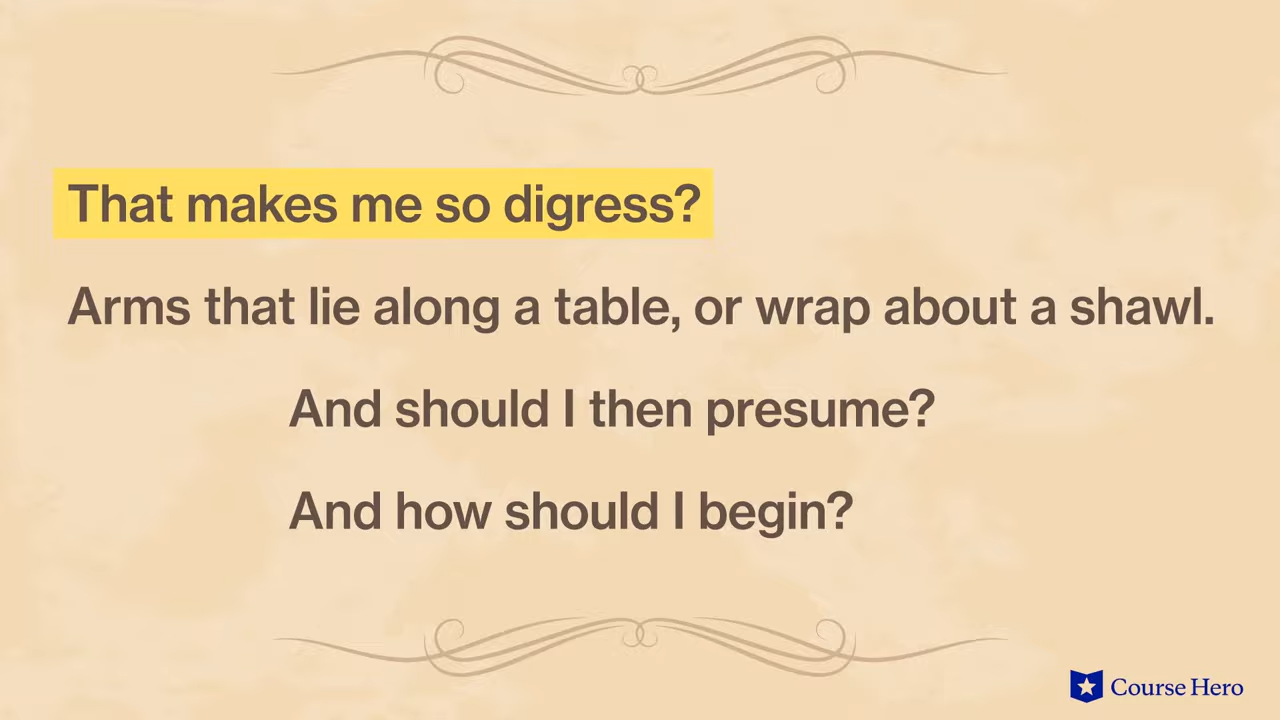 That makes me so digress?
Arms that lie along a table, or wrap about a shawl.
And should I then presume?
And how should I begin?
Course Hero